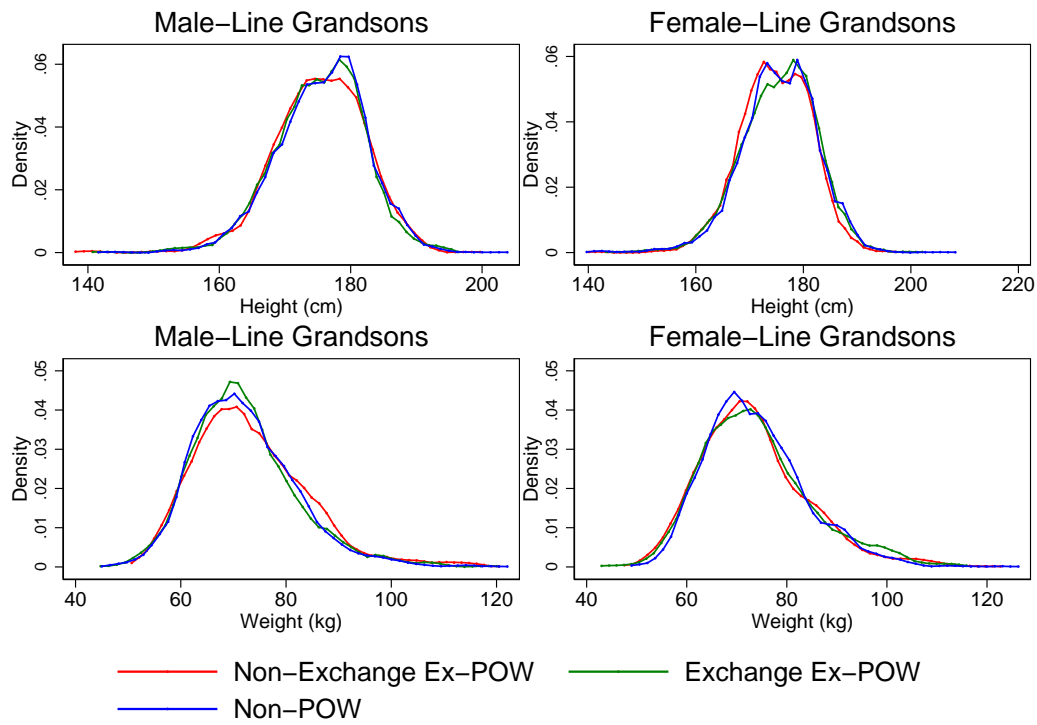 Male−Line Grandsons
Female−Line Grandsons
Density
0 .02 .04 .06
140 160 180 200
Height (cm)
Density
0 .02 .04 .06
140 160 180 200 220
Height (cm)
Male−Line Grandsons
Female−Line Grandsons
Density
0 .01 .02 .03 .04 .05
40 60 80 100 120
Weight (kg)
Density
0 .01 .02 .03 .04 .05
40 60 80 100 120
Weight (kg)
Non−Exchange Ex−POW
Exchange Ex−POW
Non−POW